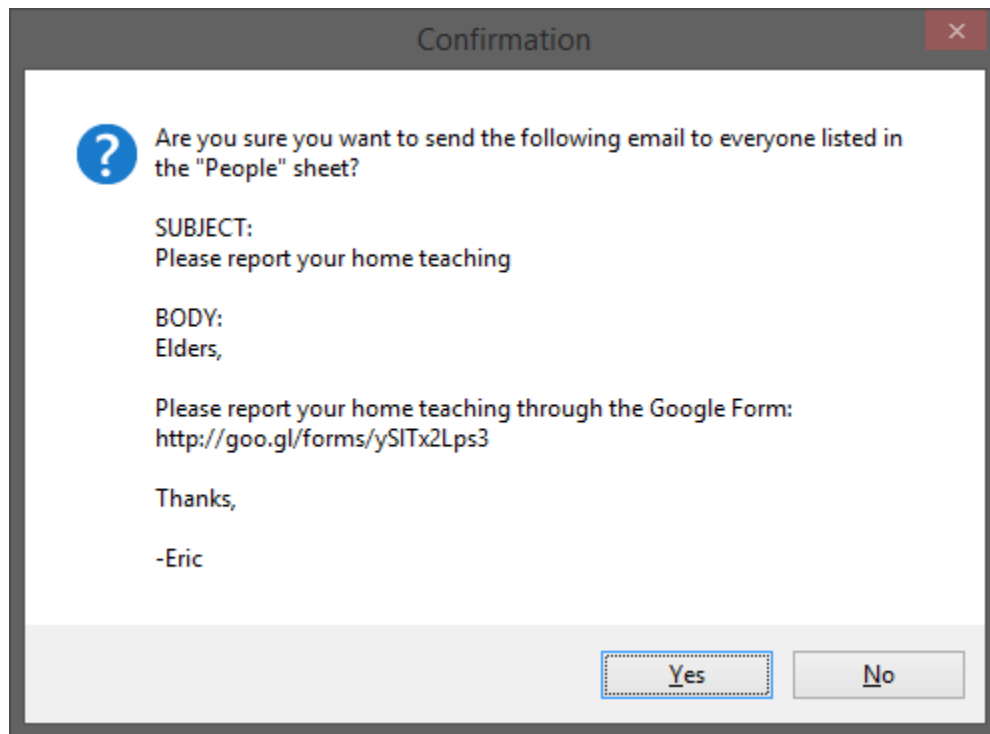 Confirmation
Are you sure you want to send the following email to everyone listed in
the "People" sheet?
SUBJECT:
Please report your home teaching
BODY:
Elders,
Please report your home teaching through the Google Form:
http://goo.gl/forms/ySlTx2Lps3
Thanks,
-Eric
Yes
No